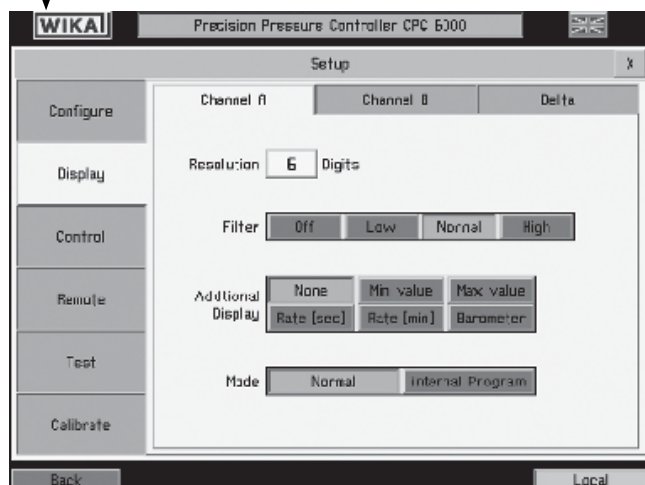 WIKA Precision Pressure Controller CPC 6000
Setup X
Channel A Channel B Delta
Configure
Display
Control
Remote
Test
Calibrate
Resolution 6 Digits
Filter Off Low Normal High
Additional Display
None Min value Max value
Rate [sec] Rate [min] Barometer
Mode Normal Internal Program
Back Local